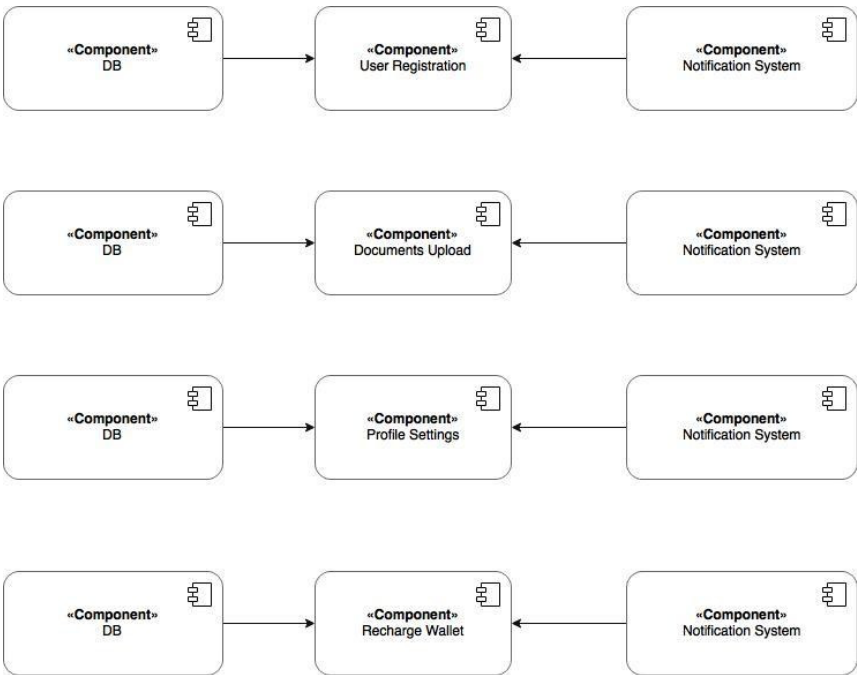 «Component»
DB
«Component»
User Registration
«Component»
Notification System
«Component»
DB
«Component»
Documents Upload
«Component»
Notification System
«Component»
DB
«Component»
Profile Settings
«Component»
Notification System
«Component»
DB
«Component»
Recharge Wallet
«Component»
Notification System